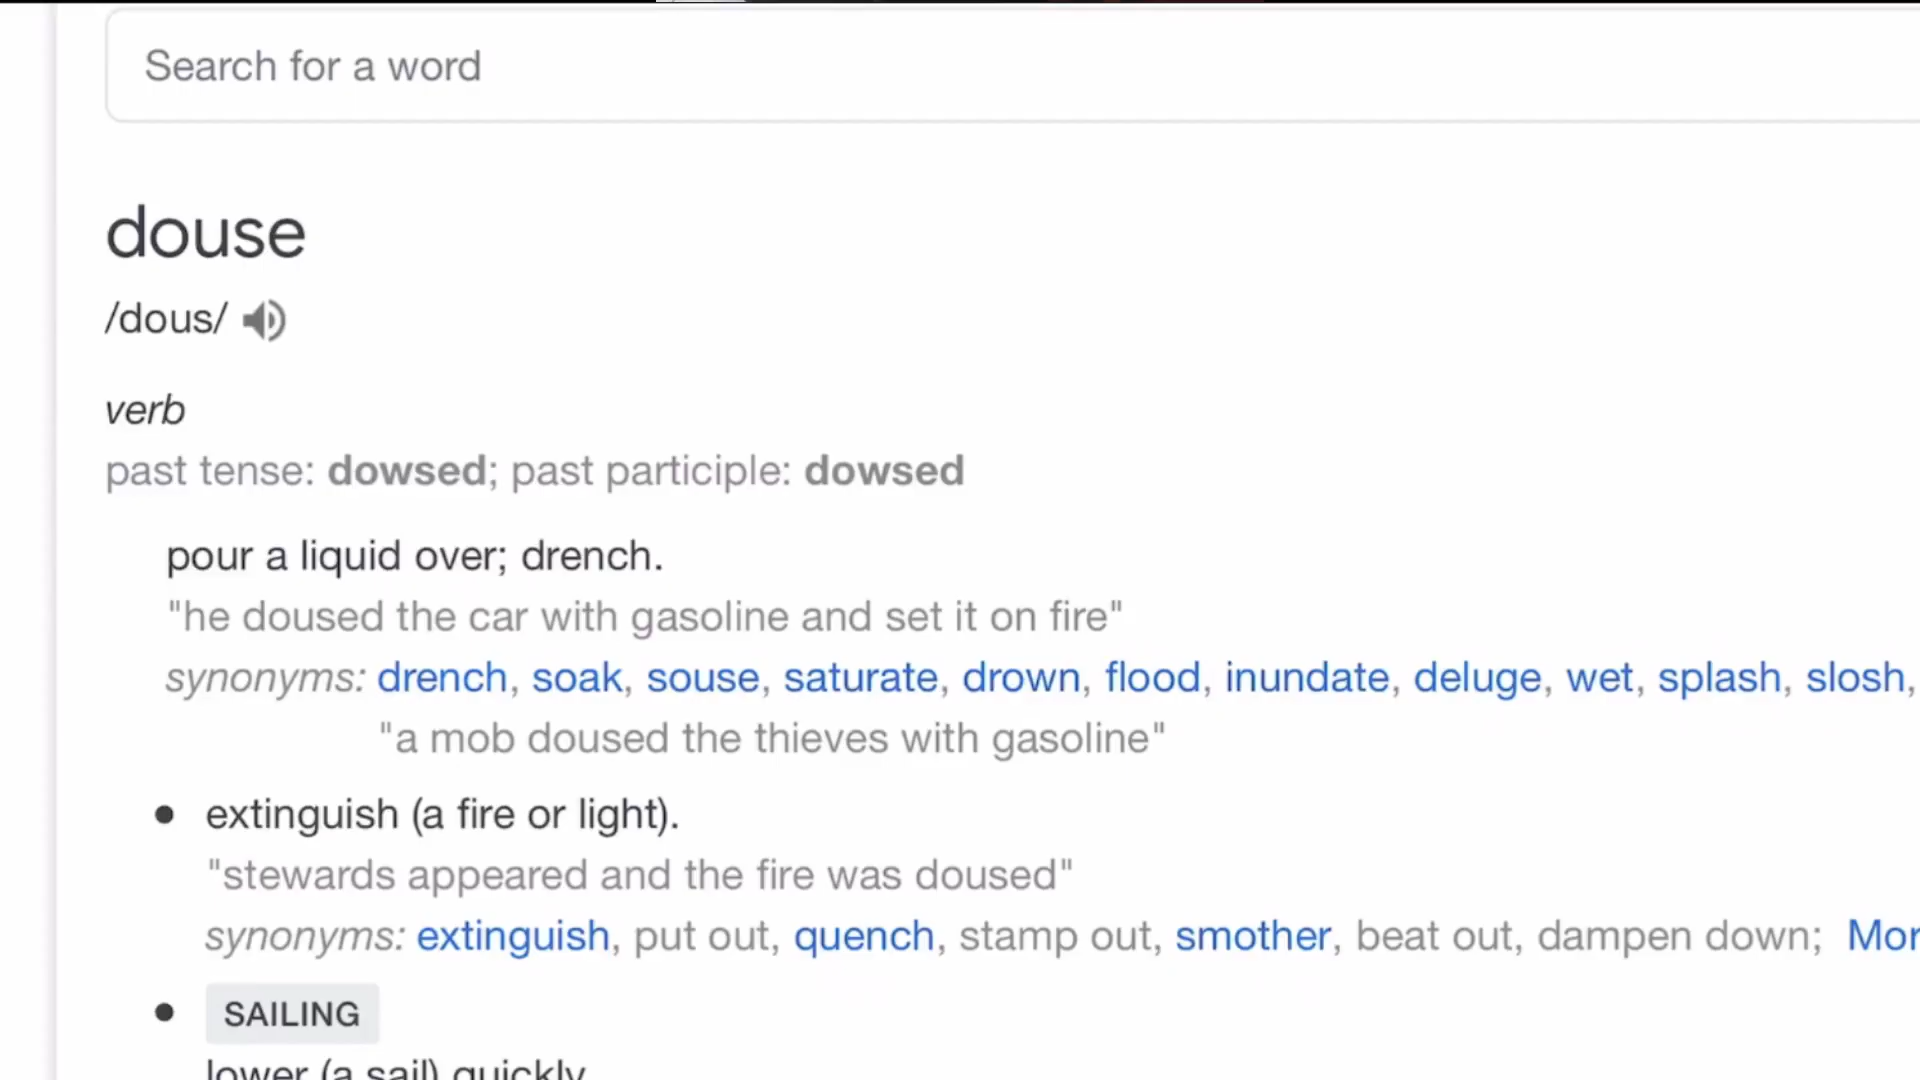 Search for a word
douse
/dous/
verb
past tense: dowsed; past participle: dowsed
pour a liquid over; drench.
"he doused the car with gasoline and set it on fire"
synonyms: drench, soak, souse, saturate, drown, flood, inundate, deluge, wet, splash, slosh,
"a mob doused the thieves with gasoline"
• extinguish (a fire or light).
"stewards appeared and the fire was doused"
synonyms: extinguish, put out, quench, stamp out, smother, beat out, dampen down; Mor
• SAILING
lower (a sail) quickly